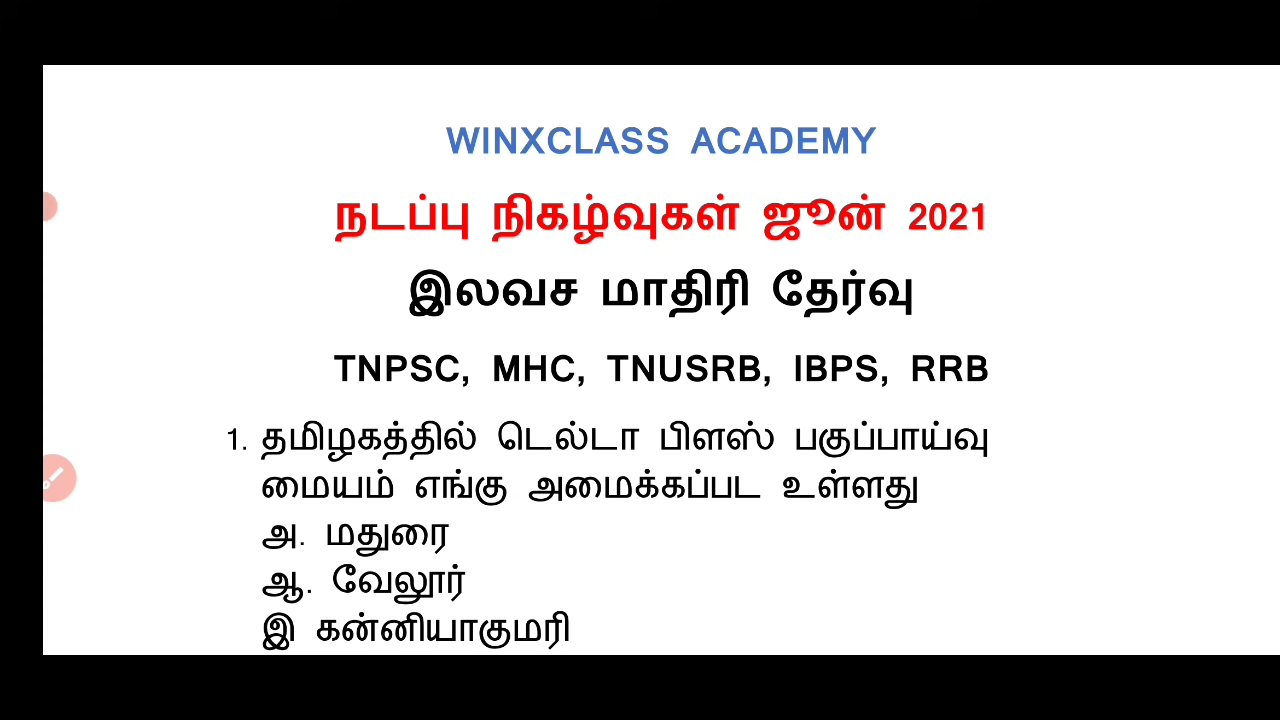 WINXCLASS ACADEMY
நடப்பு நிகழ்வுகள் ஜூன் 2021
இலவச மாதிரி தேர்வு
TNPSC, MHC, TNUSRB, IBPS, RRB
1. தமிழகத்தில் டெல்டா பிளஸ் பகுப்பாய்வு
மையம் எங்கு அமைக்கப்பட உள்ளது
அ. மதுரை
ஆ. வேலூர்
இ கன்னியாகுமரி